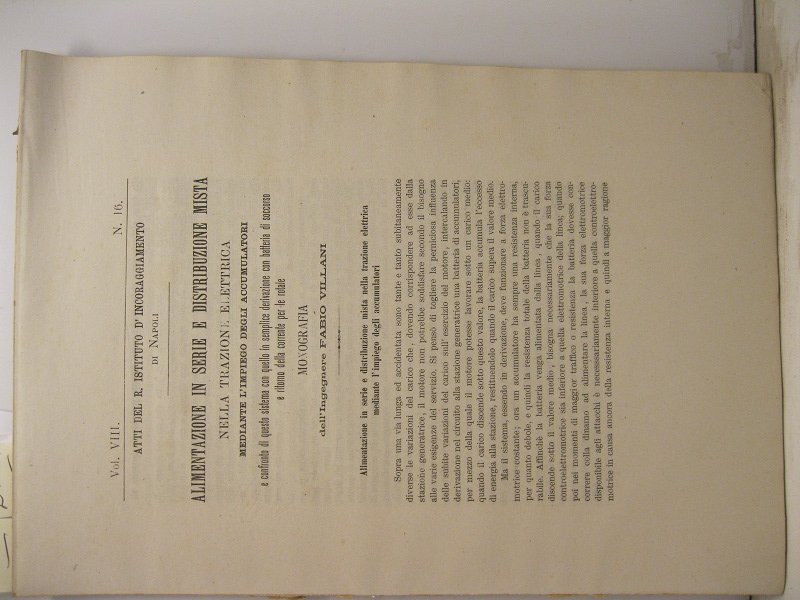 Vol. VIII. N. 16.
ATTI DEL R. ISTITUTO D'INCORAGGIAMENTO
DI NAPOLI
ALIMENTAZIONE IN SERIE E DISTRIBUZIONE MISTA
NELLA TRAZIONE ELETTRICA
MEDIANTE L'IMPIEGO DEGLI ACCUMULATORI
e confronto di questo sistema con quello in semplice derivazione con batteria di soccorso
e ritorno della corrente per le rotaie
MONOGRAFIA
dell'Ingegnere FABIO VILLANI
Alimentazione in serie e distribuzione mista nella trazione elettrica
mediante l'impiego degli accumulatori
Sopra una via lunga ed accidentata sono tante e tanto subitaneamente
diverse le variazioni del carico che, dovendo corrispondere ad esse dalla
stazione generatrice, il motore non potrebbe soddisfare secondo il bisogno
alle varie esigenze del servizio. Si pensò di togliere la perniciosa influenza
delle subite variazioni del carico sull'esercizio del motore, intercalando in
derivazione nel circuito alla stazione generatrice una batteria di accumulatori,
per mezzo della quale il motore potesse lavorare sotto un carico medio:
quando il carico discende sotto questo valore, la batteria accumula l'eccesso
di energia alla stazione, restituendolo quando il carico supera il valore medio.
Ma il sistema, essendo in derivazione, deve funzionare a forza elettro-
motrice costante; ora un accumulatore ha sempre una resistenza interna,
per quanto debole, e quindi la resistenza totale della batteria non è trascu-
rabile. Affinchè la batteria venga alimentata dalla linea, quando il carico
discende sotto il valore medio, bisogna necessariamente che la sua forza
controelettromotrice sia inferiore a quella elettromotrice della linea; quando
poi nei momenti di maggior traffico o resistenza la batteria dovesse con-
correre colla dinamo ad alimentare la linea, la sua forza elettromotrice
disponibile agli attacchi è necessariamente inferiore a quella controelettro-
motrice in causa ancora della resistenza interna e quindi a maggior ragione